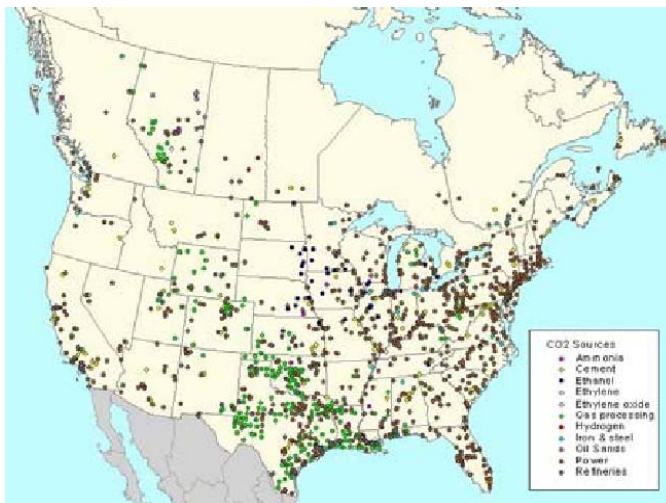 CO2 Sources
Ammonia
Cement
Ethanol
Ethylene
Ethylene oxide
Gas processing
Hydrogen
Iron & steel
Oil Sands
Power
Refineries